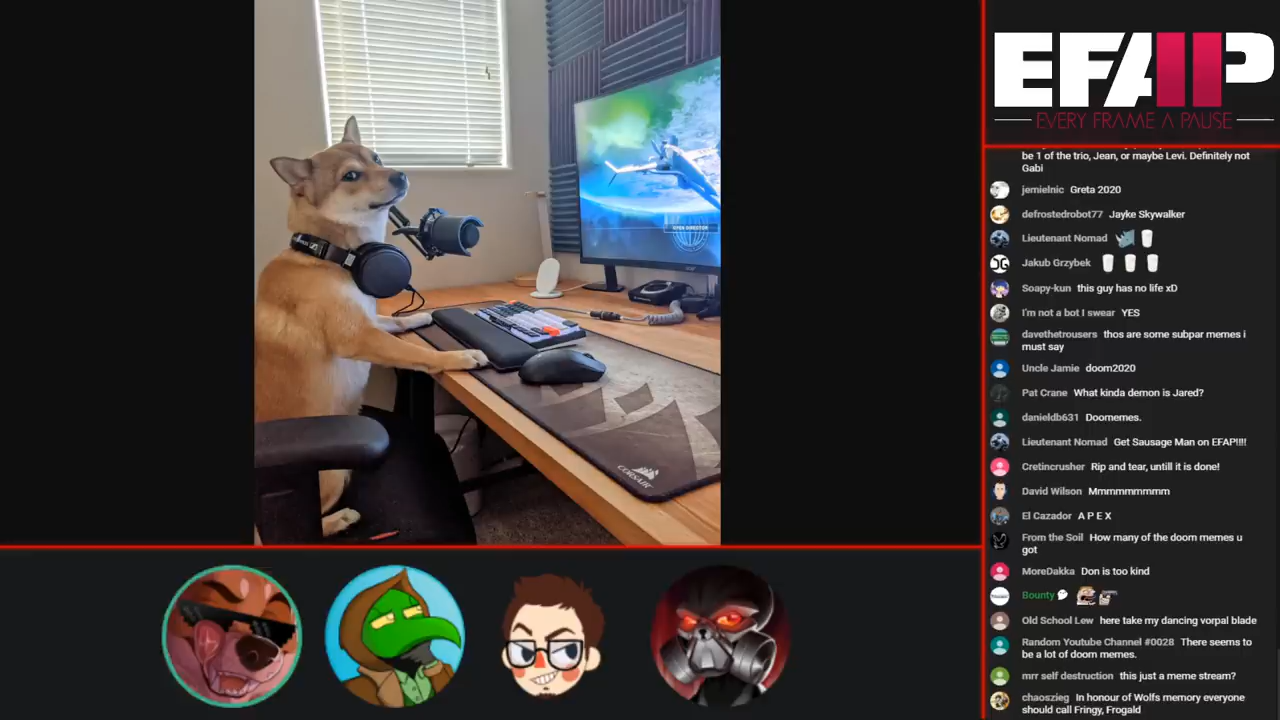 EFAP
EVERY FRAME A PAUSE
be 1 of the trio, Jean, or maybe Levi. Definitely not
Gabi
jemielnic Greta 2020
defrostedrobot77 Jayke Skywalker
Lieutenant Nomad
Jakub Grzybek
Soapy-kun this guy has no life xD
I'm not a bot I swear YES
davethetrousers thos are some subpar memes i
must say
Uncle Jamie doom2020
Pat Crane What kinda demon is Jared?
danieldb631 Doomemes.
Lieutenant Nomad Get Sausage Man on EFAP!!!!
Cretincrusher Rip and tear, untill it is done!
David Wilson Mmmmmmmmm
El Cazador A P E X
From the Soil How many of the doom memes u
got
MoreDakka Don is too kind
Bounty
Old School Lew here take my dancing vorpal blade
Random Youtube Channel #0028 There seems to
be a lot of doom memes.
mrr self destruction this just a meme stream?
chaoszieg In honour of Wolfs memory everyone
should call Fringy, Frogald
CORSAIR